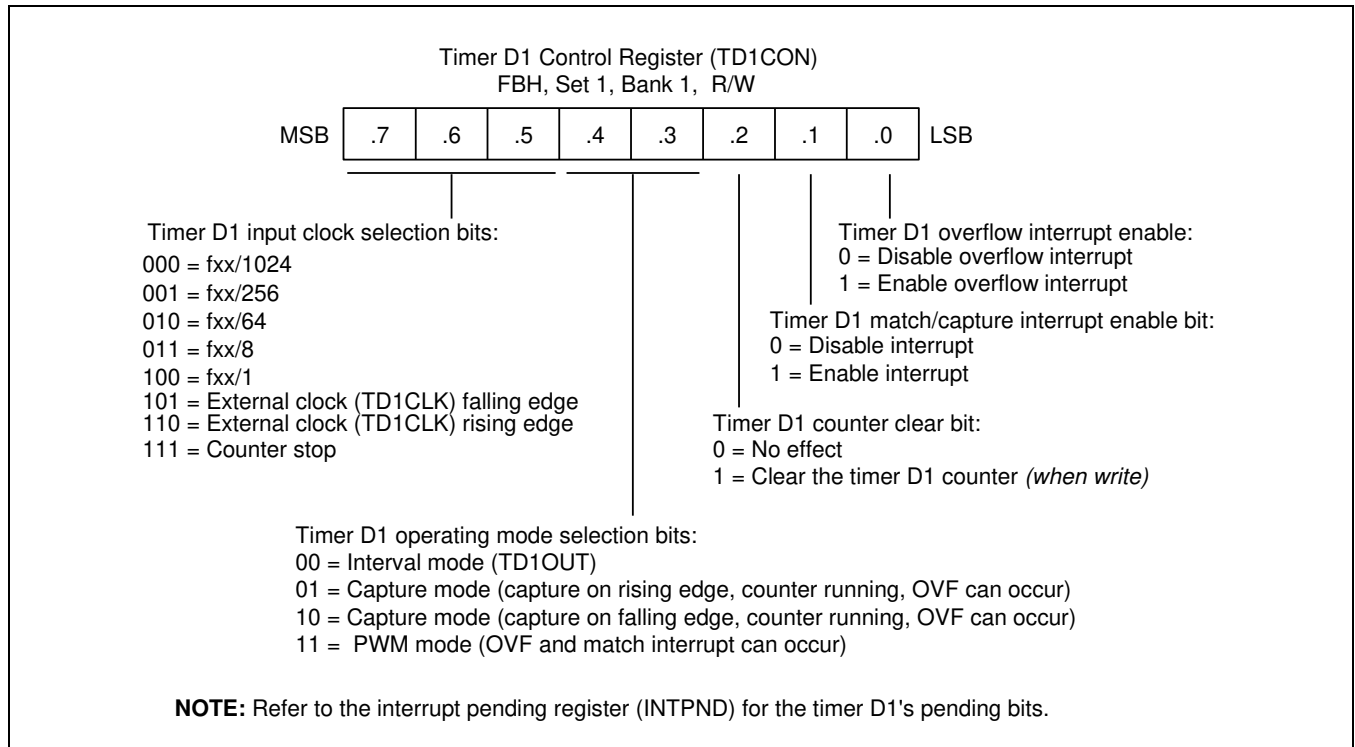 Timer D1 Control Register (TD1CON)
FBH, Set 1, Bank 1, R/W
MSB .7 .6 .5 .4 .3 .2 .1 .0 LSB
Timer D1 input clock selection bits:
000 = fxx/1024
001 = fxx/256
010 = fxx/64
011 = fxx/8
100 = fxx/1
101 = External clock (TD1CLK) falling edge
110 = External clock (TD1CLK) rising edge
111 = Counter stop
Timer D1 overflow interrupt enable:
0 = Disable overflow interrupt
1 = Enable overflow interrupt
Timer D1 match/capture interrupt enable bit:
0 = Disable interrupt
1 = Enable interrupt
Timer D1 counter clear bit:
0 = No effect
1 = Clear the timer D1 counter (when write)
Timer D1 operating mode selection bits:
00 = Interval mode (TD1OUT)
01 = Capture mode (capture on rising edge, counter running, OVF can occur)
10 = Capture mode (capture on falling edge, counter running, OVF can occur)
11 = PWM mode (OVF and match interrupt can occur)
NOTE: Refer to the interrupt pending register (INTPND) for the timer D1's pending bits.